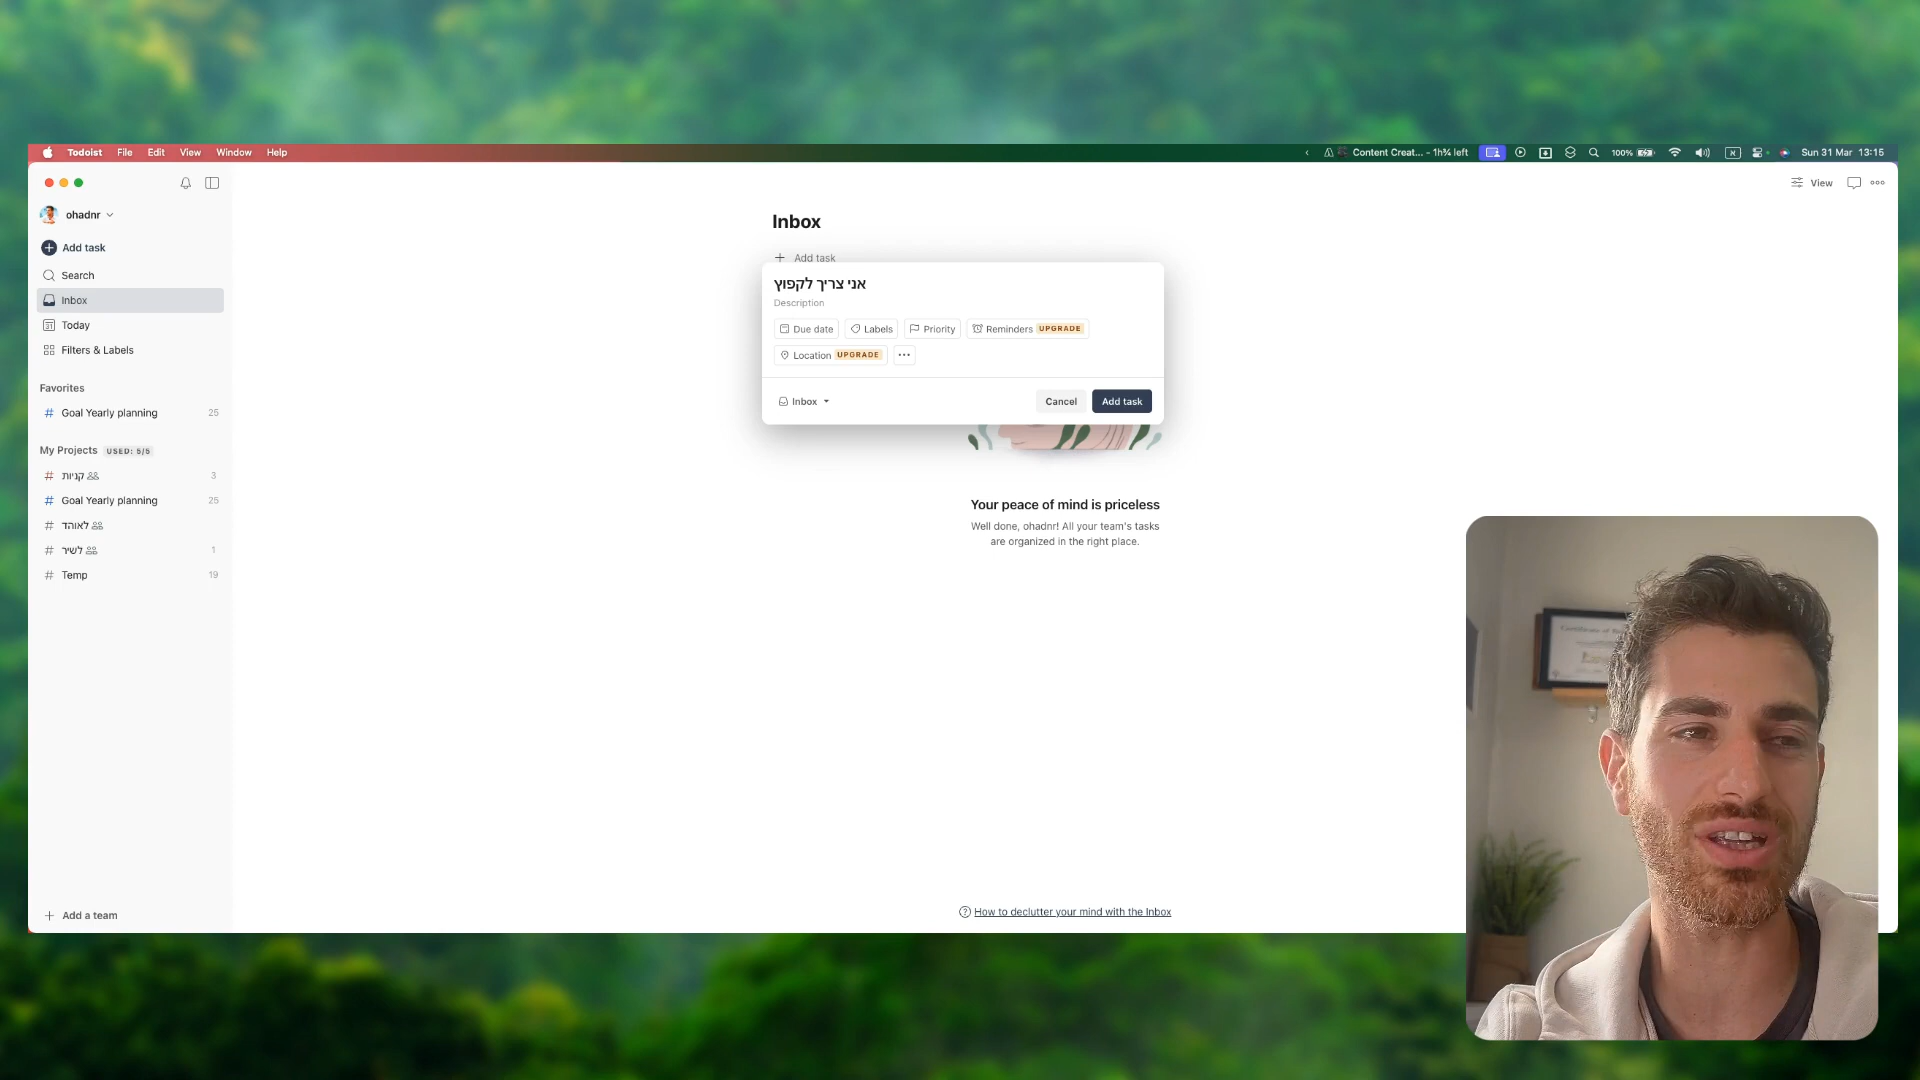 Todoist File Edit View Window Help
Content Creat... - 1h¾ left 100% א Sun 31 Mar 13:15
ohadnr
Add task
Search
Inbox
Today
Filters & Labels
Favorites
# Goal Yearly planning 25
My Projects USED: 5/5
# קניות 3
# Goal Yearly planning 25
# לאוהד
# לשיר 1
# Temp 19
+ Add a team
View
Inbox
+ Add task
אני צריך לקפוץ
Description
Due date Labels Priority Reminders UPGRADE
Location UPGRADE
Inbox Cancel Add task
Your peace of mind is priceless
Well done, ohadnr! All your team's tasks
are organized in the right place.
How to declutter your mind with the Inbox